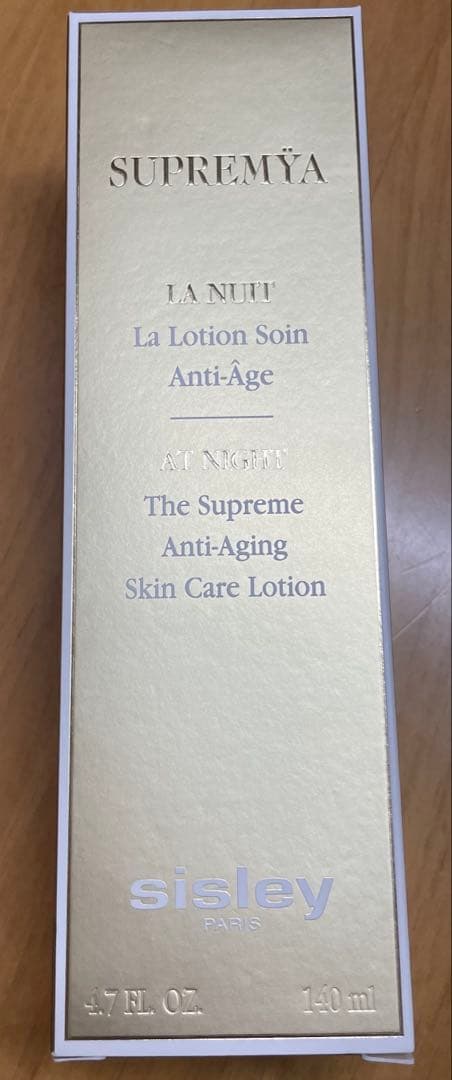 SUPREMŸA
LA NUIT
La Lotion Soin
Anti-Âge
AT NIGHT
The Supreme
Anti-Aging
Skin Care Lotion
sisley
PARIS
4.7 FL. OZ. 140 ml